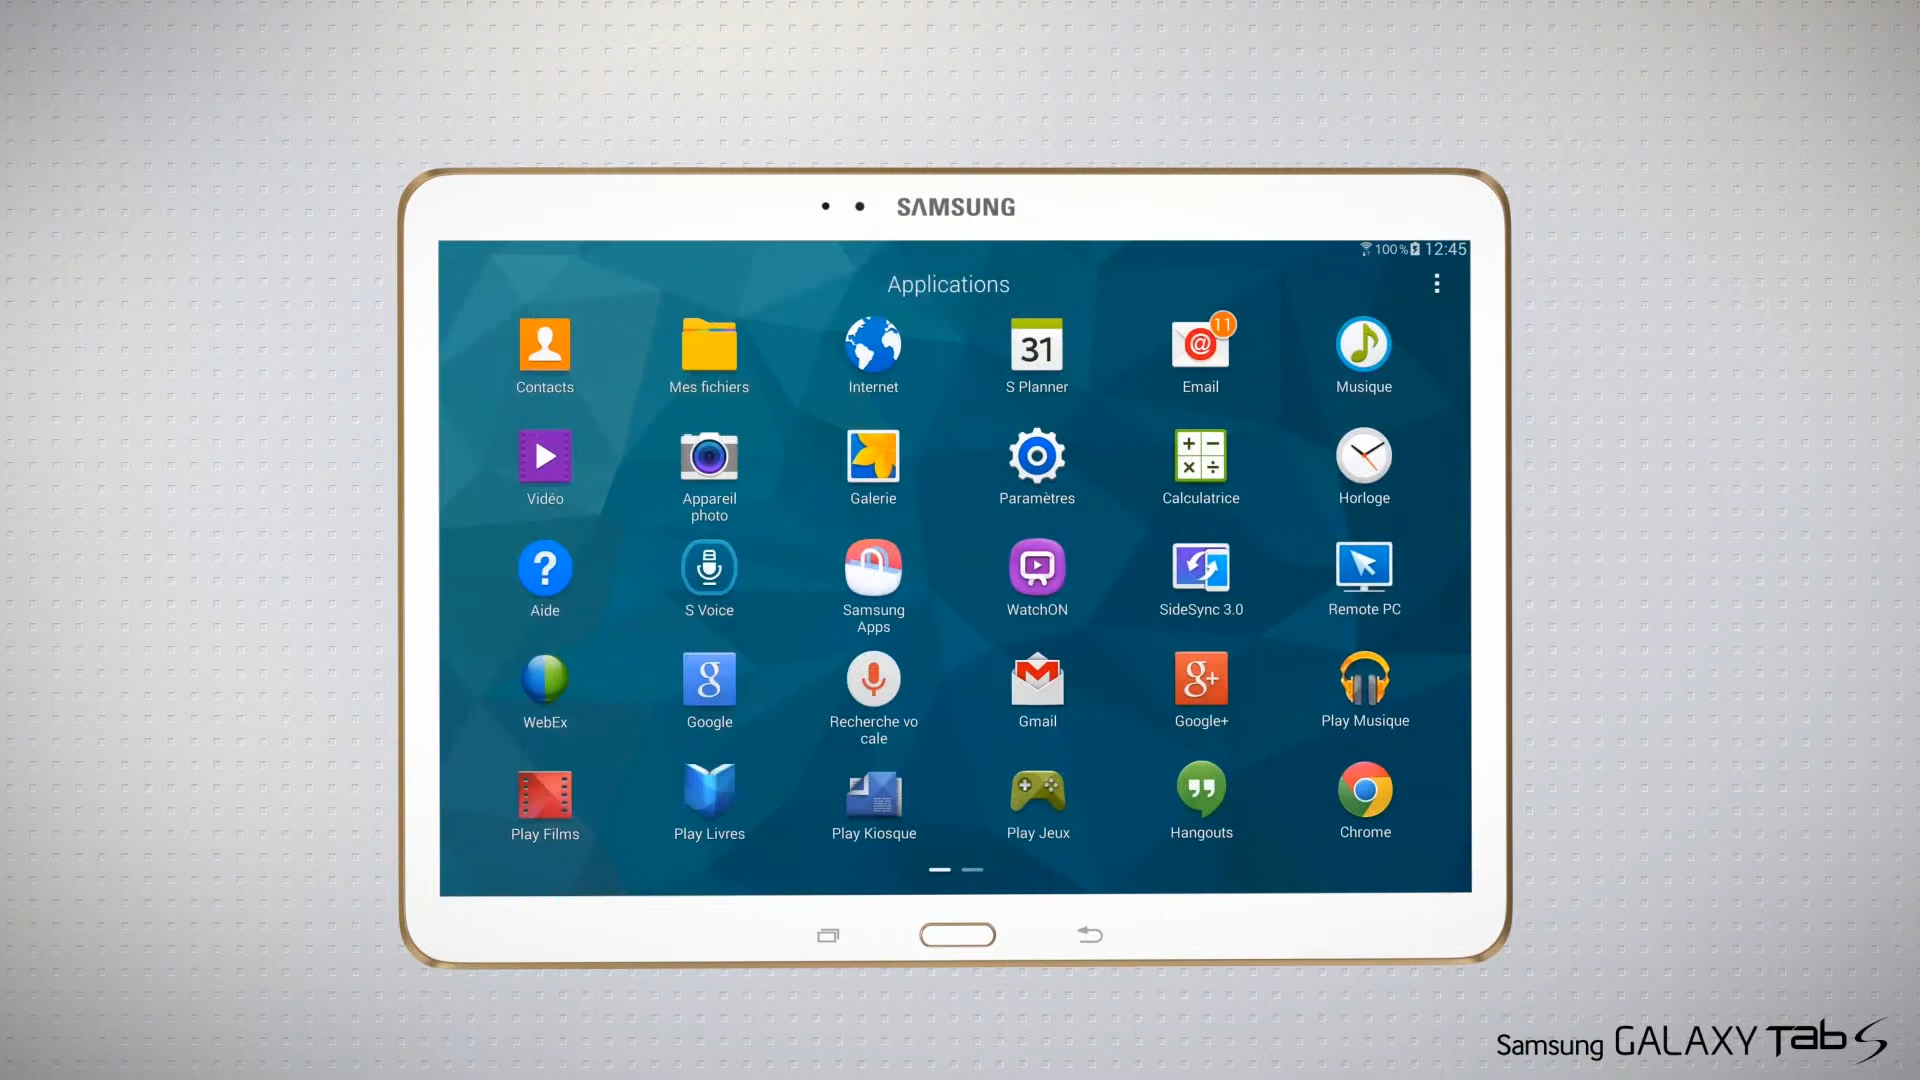 SAMSUNG
100% 12:45
Applications
31
11
Contacts
Mes fichiers
Internet
S Planner
Email
Musique
Vidéo
Appareil
photo
Galerie
Paramètres
Calculatrice
Horloge
Aide
S Voice
Samsung
Apps
WatchON
SideSync 3.0
Remote PC
g
g+
WebEx
Google
Recherche vo
cale
Gmail
Google+
Play Musique
Play Films
Play Livres
Play Kiosque
Play Jeux
Hangouts
Chrome
Samsung GALAXY Tab S